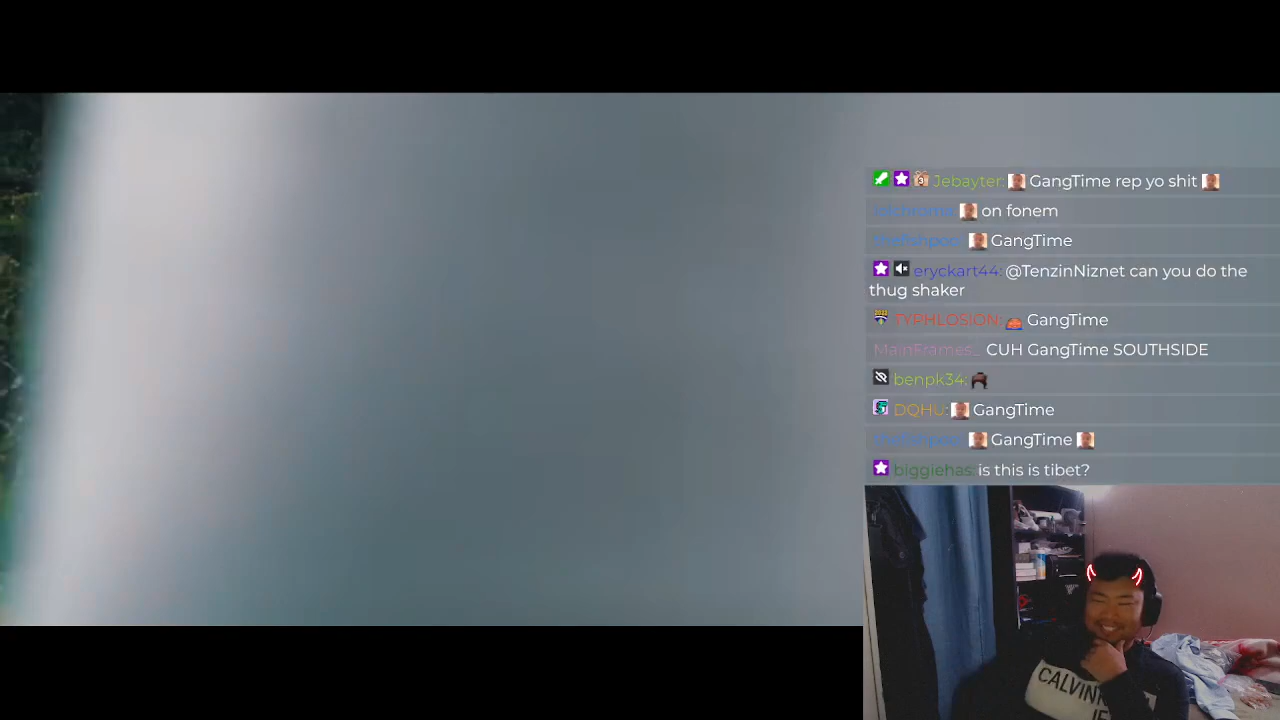 Jebayter: GangTime rep yo shit
on fonem
GangTime
eryckart44: @TenzinNiznet can you do the
thug shaker
TYPHLOSION: GangTime
MainFrames_ CUH GangTime SOUTHSIDE
benpk34:
DQHU: GangTime
GangTime
biggiehas: is this is tibet?
CALVIN